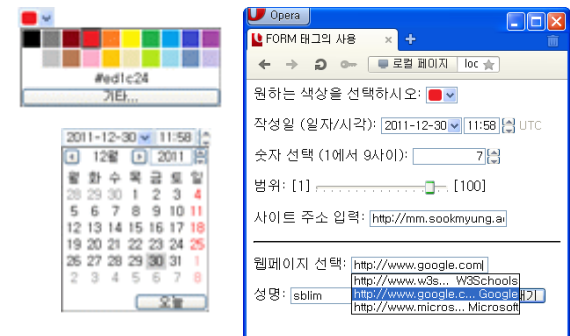 #ed1c24
기타...
2011-12-30 11:58
12월 2011
월 화 수 목 금 토 일
28 29 30 1 2 3 4
5 6 7 8 9 10 11
12 13 14 15 16 17 18
19 20 21 22 23 24 25
26 27 28 29 30 31 1
2 3 4 5 6 7 8
오늘
Opera
FORM 태그의 사용
로컬 페이지 loc
원하는 색상을 선택하시오:
작성일 (일자/시각): 2011-12-30 11:58 UTC
숫자 선택 (1에서 9사이): 7
범위: [1] [100]
사이트 주소 입력: http://mm.sookmyung.a
웹페이지 선택: http://www.google.com
http://www.w3s... W3Schools
성명: sblim http://www.google.c... Google
http://www.micros... Microsoft